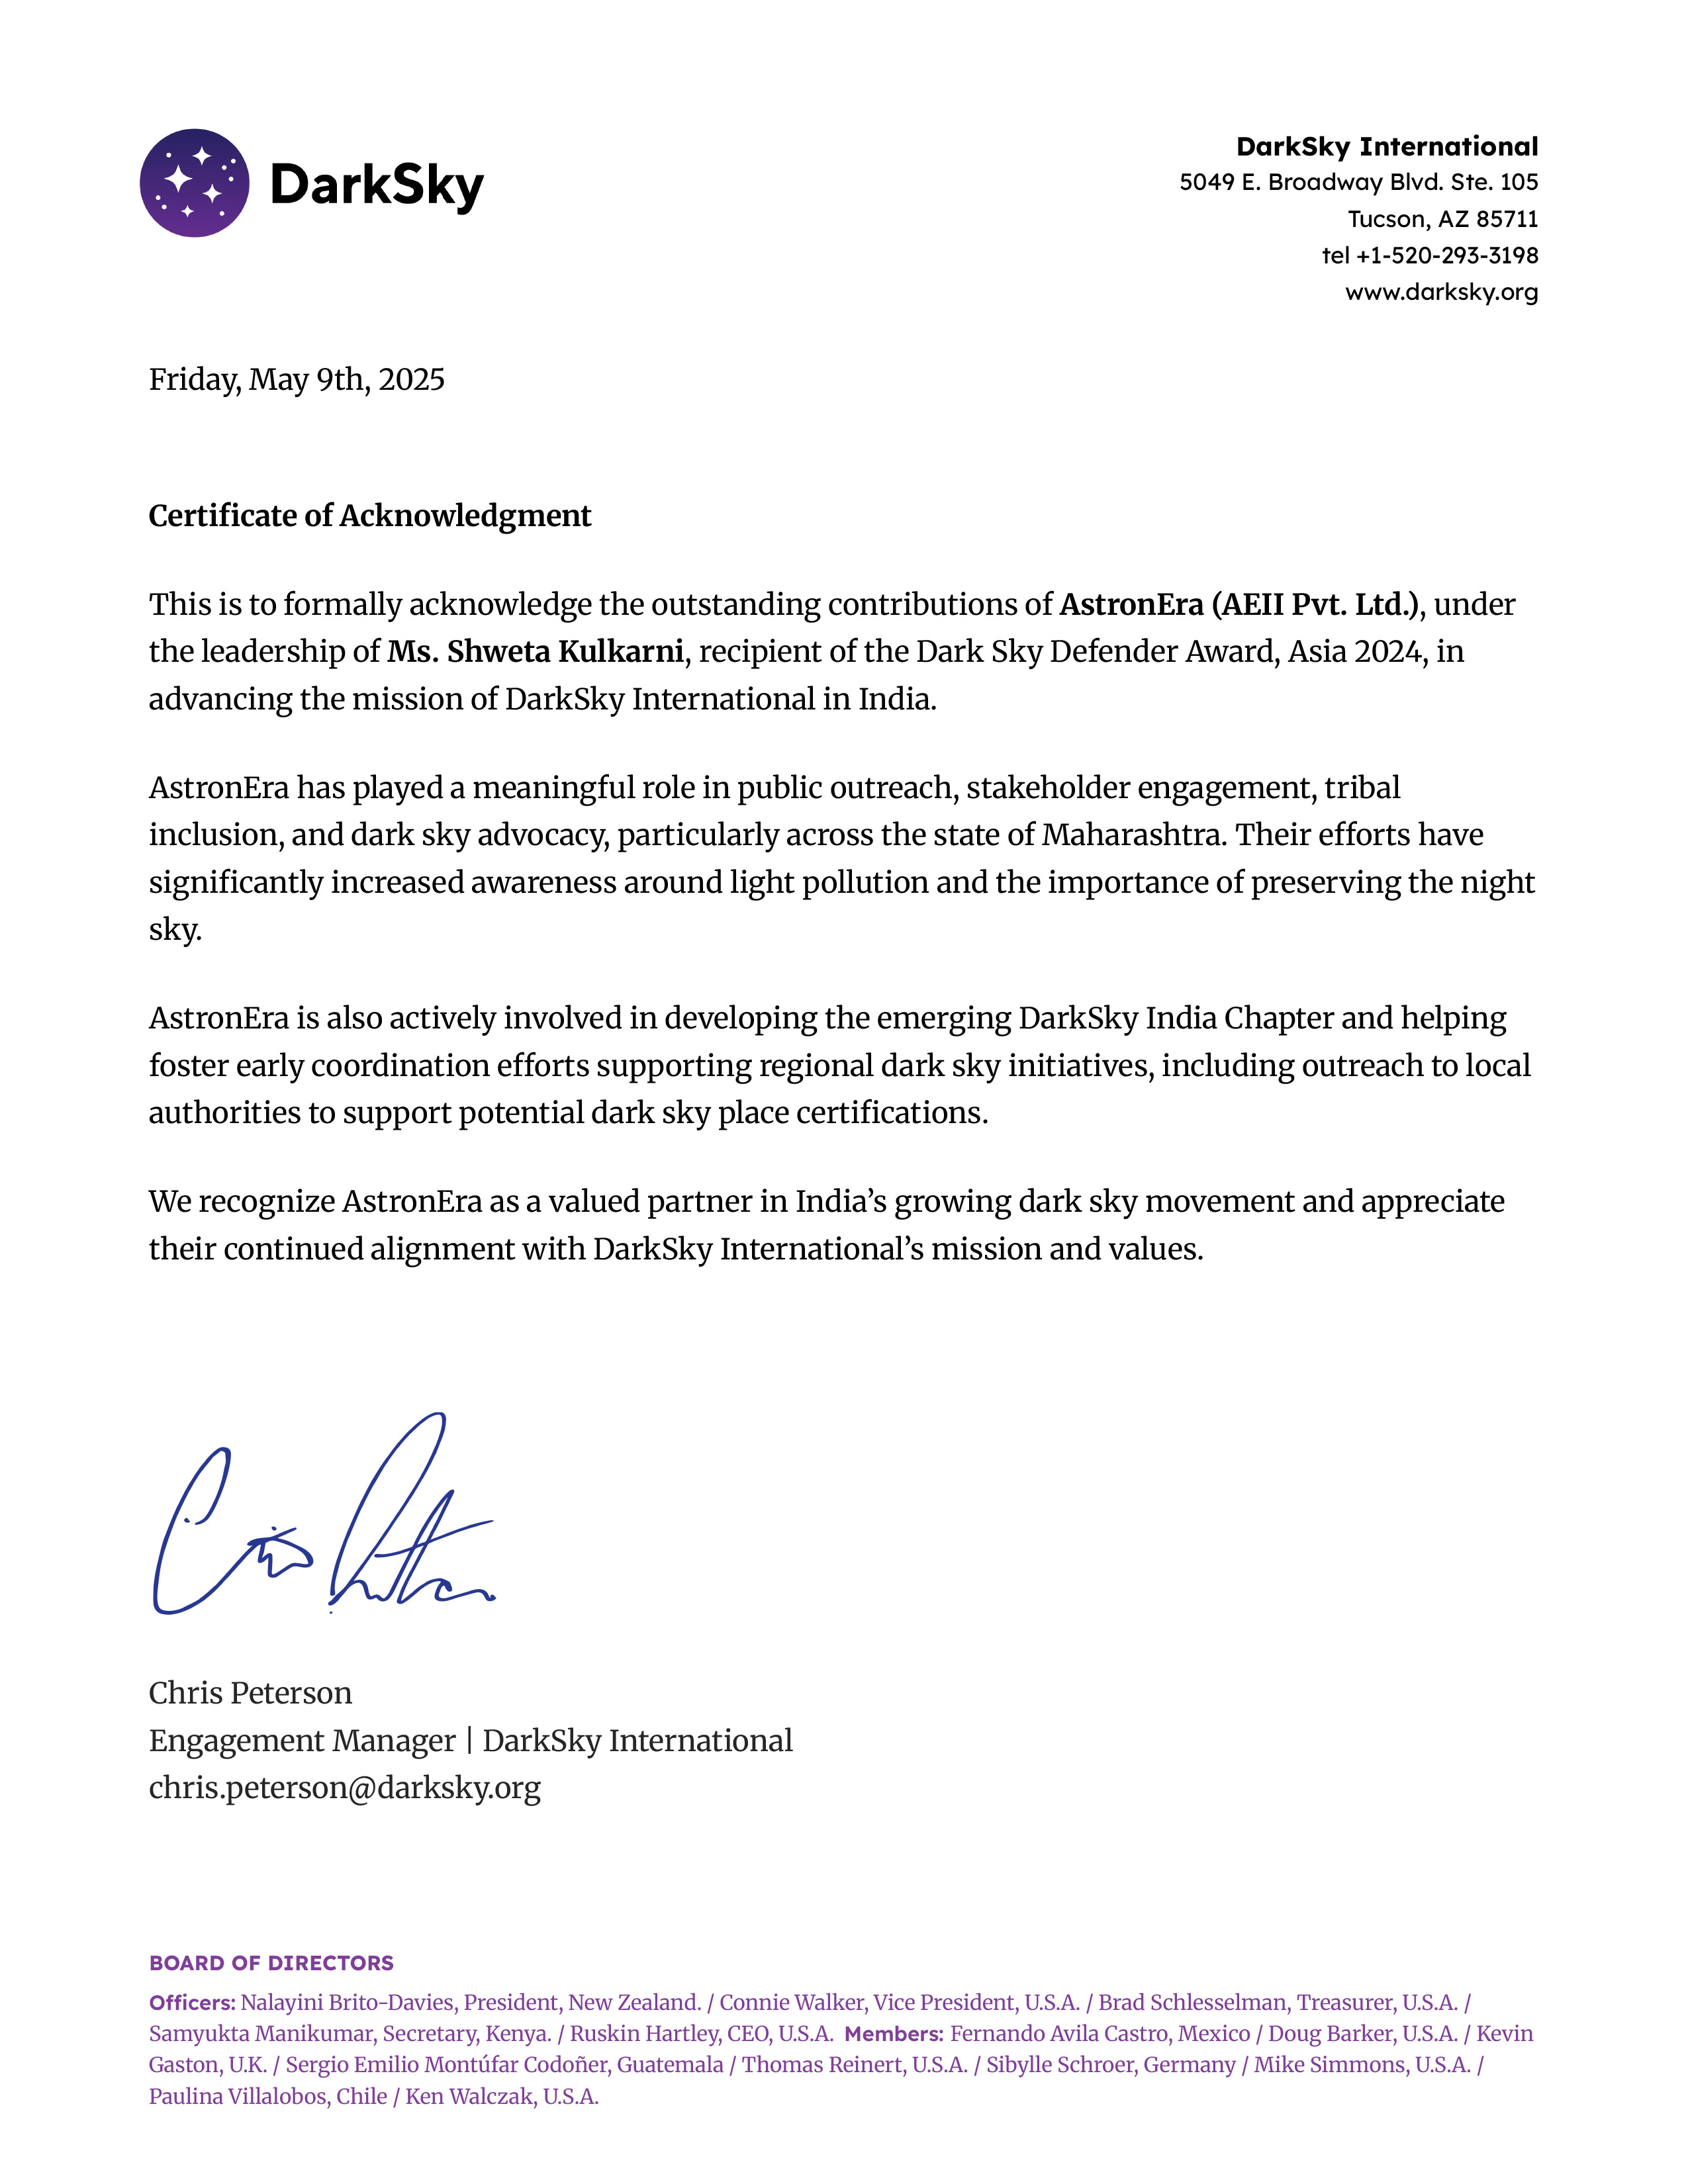 DarkSky
DarkSky International
5049 E. Broadway Blvd. Ste. 105
Tucson, AZ 85711
tel +1-520-293-3198
www.darksky.org
Friday, May 9th, 2025
Certificate of Acknowledgment
This is to formally acknowledge the outstanding contributions of AstronEra (AEII Pvt. Ltd.), under
the leadership of Ms. Shweta Kulkarni, recipient of the Dark Sky Defender Award, Asia 2024, in
advancing the mission of DarkSky International in India.
AstronEra has played a meaningful role in public outreach, stakeholder engagement, tribal
inclusion, and dark sky advocacy, particularly across the state of Maharashtra. Their efforts have
significantly increased awareness around light pollution and the importance of preserving the night
sky.
AstronEra is also actively involved in developing the emerging DarkSky India Chapter and helping
foster early coordination efforts supporting regional dark sky initiatives, including outreach to local
authorities to support potential dark sky place certifications.
We recognize AstronEra as a valued partner in India’s growing dark sky movement and appreciate
their continued alignment with DarkSky International’s mission and values.
Chris Peterson
Engagement Manager | DarkSky International
chris.peterson@darksky.org
BOARD OF DIRECTORS
Officers: Nalayini Brito-Davies, President, New Zealand. / Connie Walker, Vice President, U.S.A. / Brad Schlesselman, Treasurer, U.S.A. /
Samyukta Manikumar, Secretary, Kenya. / Ruskin Hartley, CEO, U.S.A. Members: Fernando Avila Castro, Mexico / Doug Barker, U.S.A. / Kevin
Gaston, U.K. / Sergio Emilio Montúfar Codoñer, Guatemala / Thomas Reinert, U.S.A. / Sibylle Schroer, Germany / Mike Simmons, U.S.A. /
Paulina Villalobos, Chile / Ken Walczak, U.S.A.